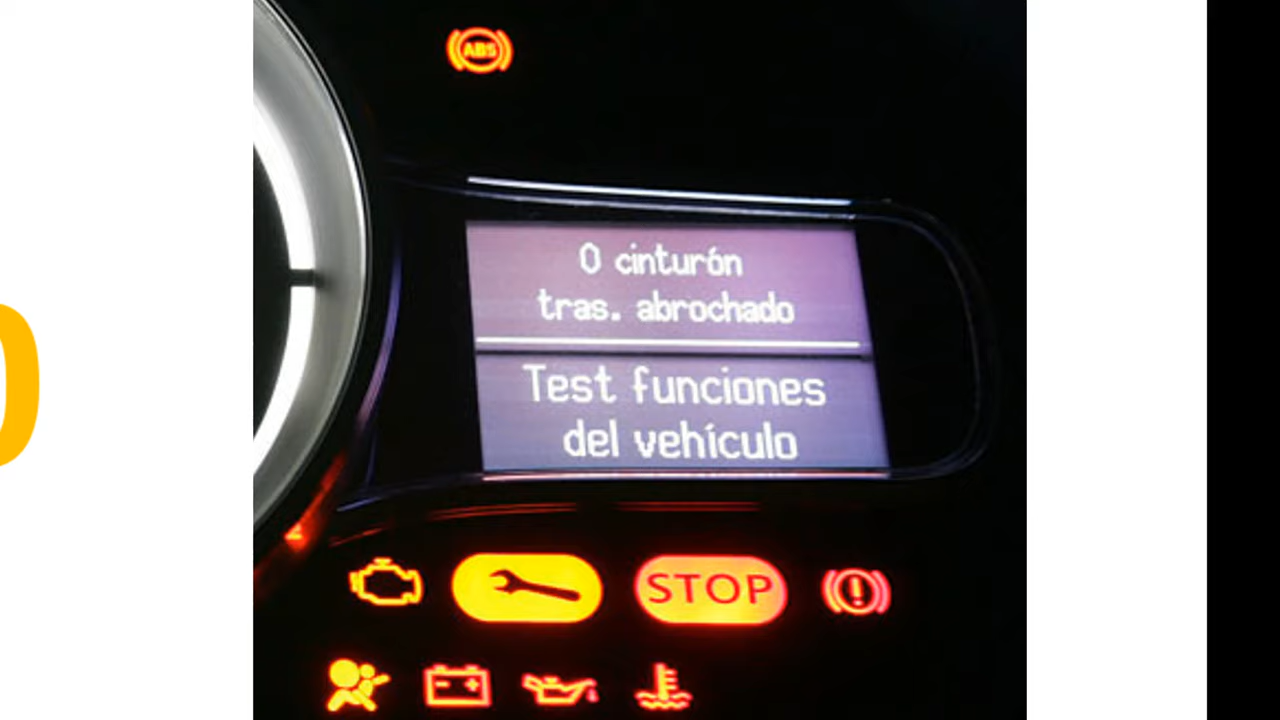 ABS
0 cinturón
tras. abrochado
Test funciones
del vehículo
STOP